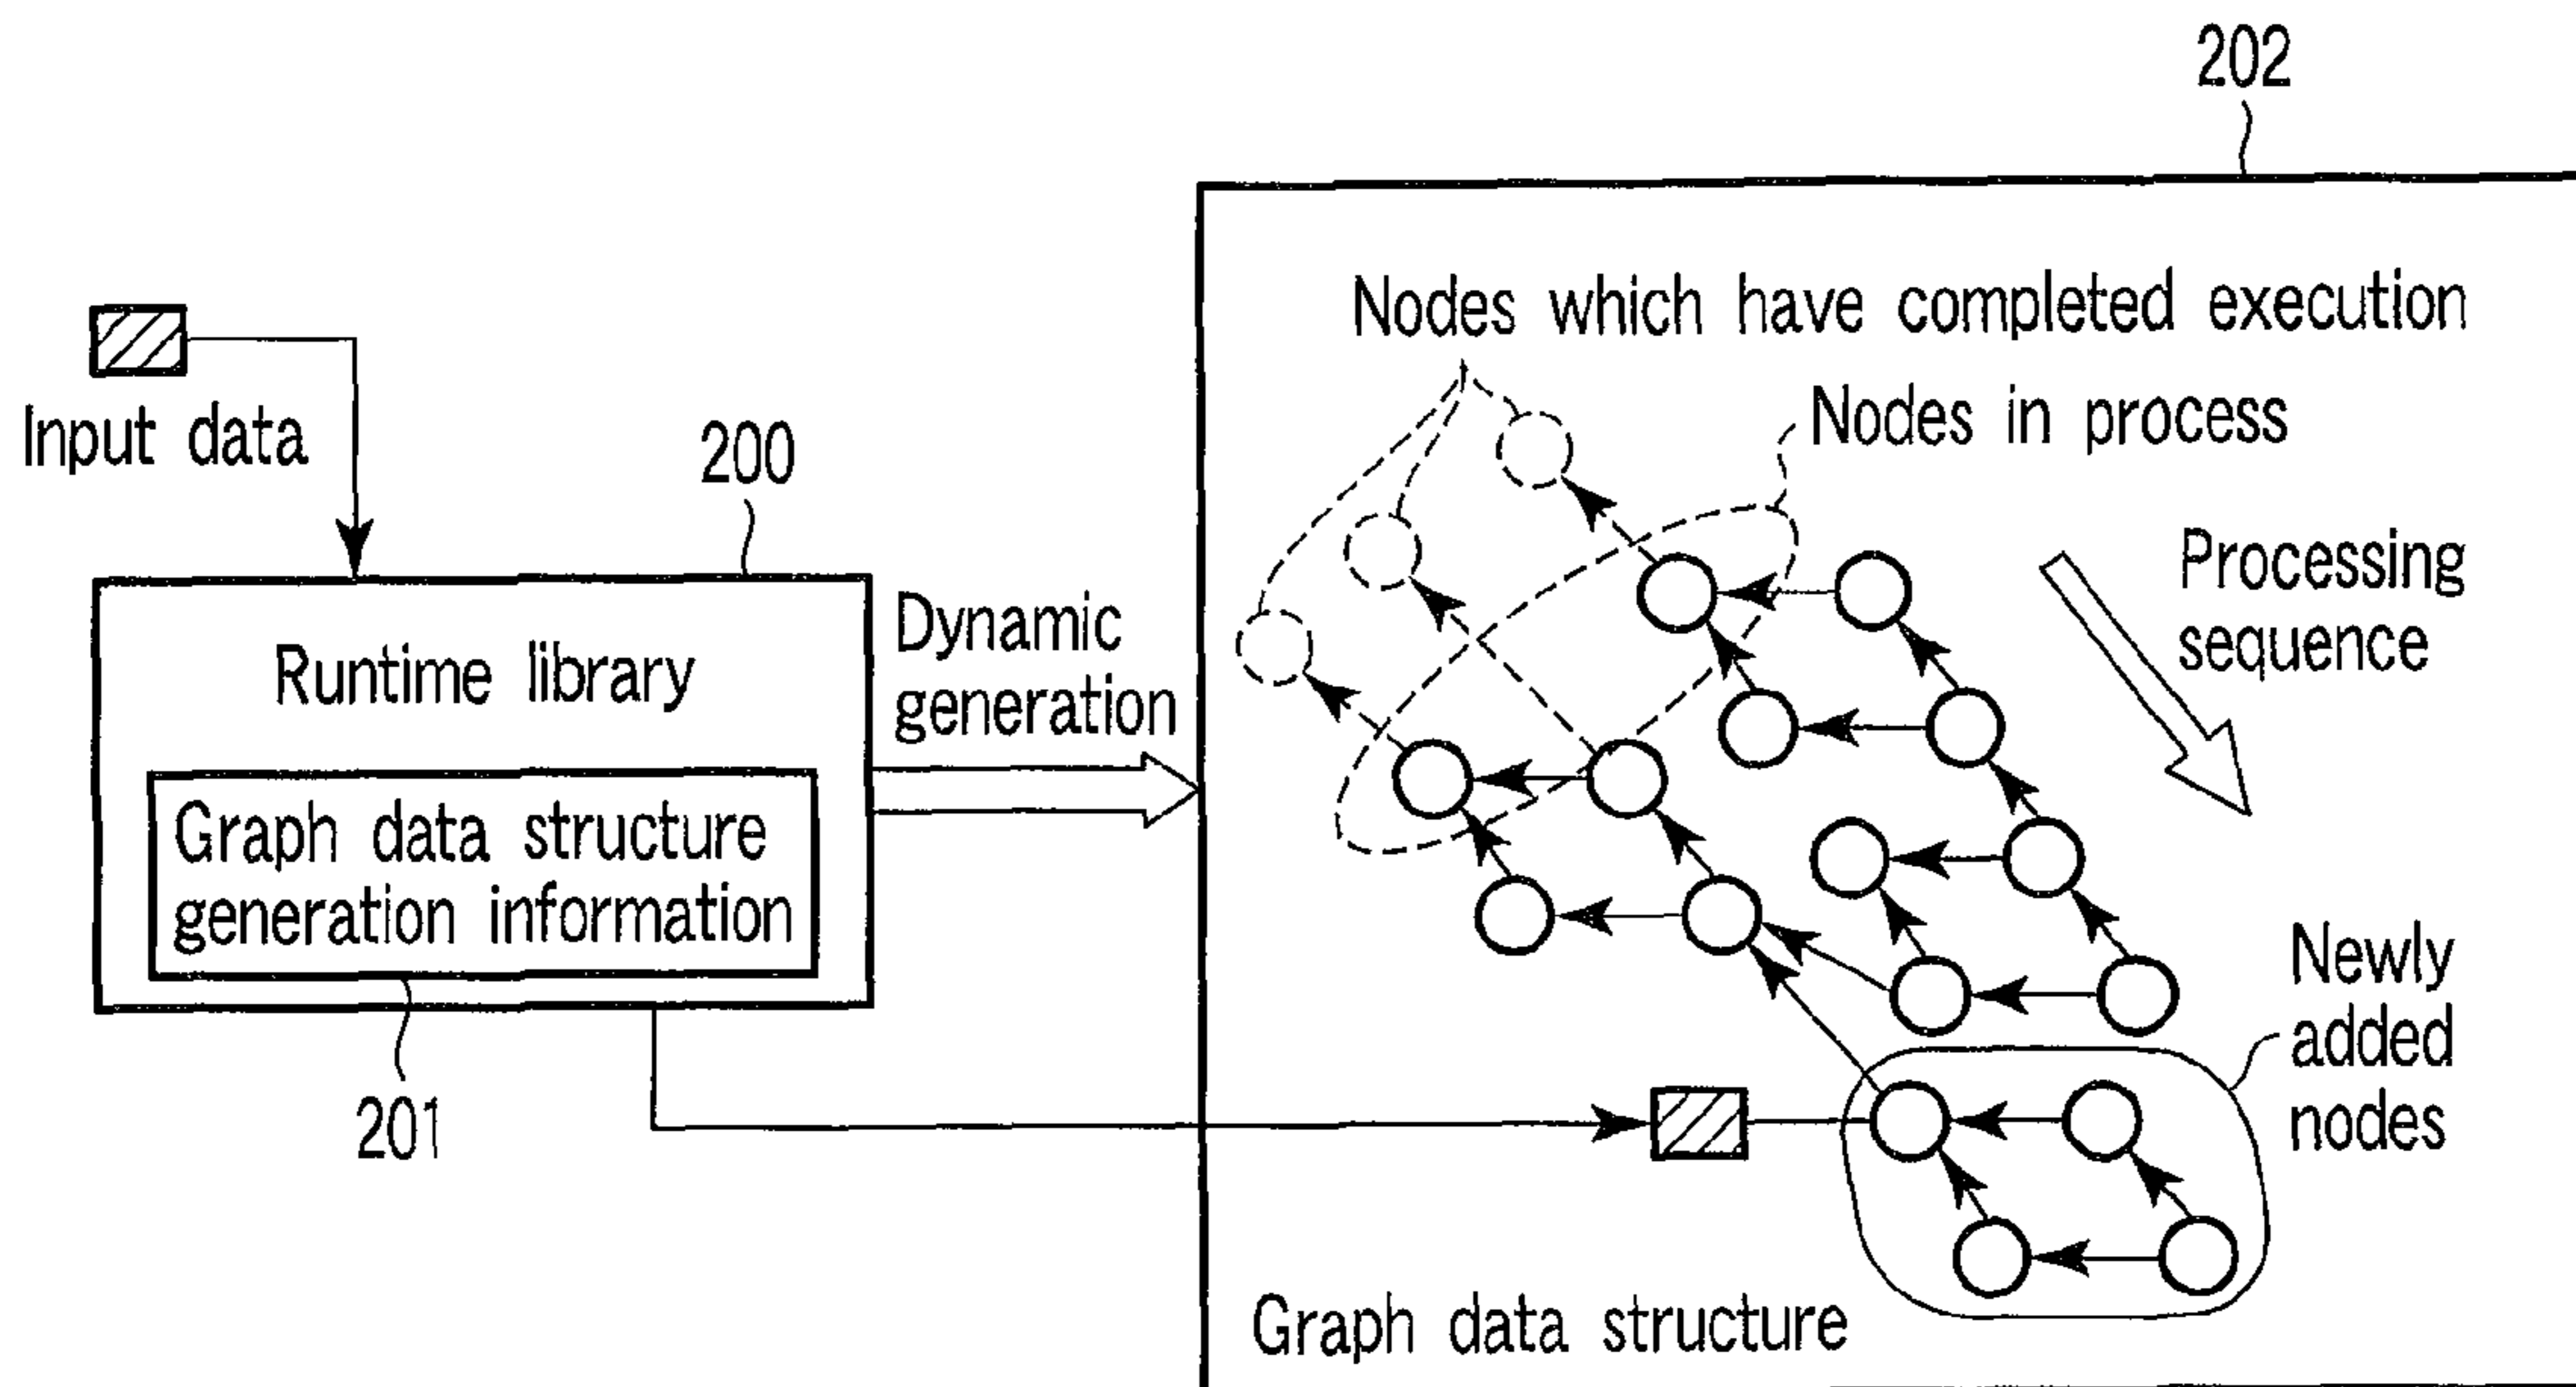 202
Nodes which have completed execution
Nodes in process
Input data
200
Processing
sequence
Dynamic
generation
Runtime library
Graph data structure
generation information
Newly
added
nodes
201
Graph data structure